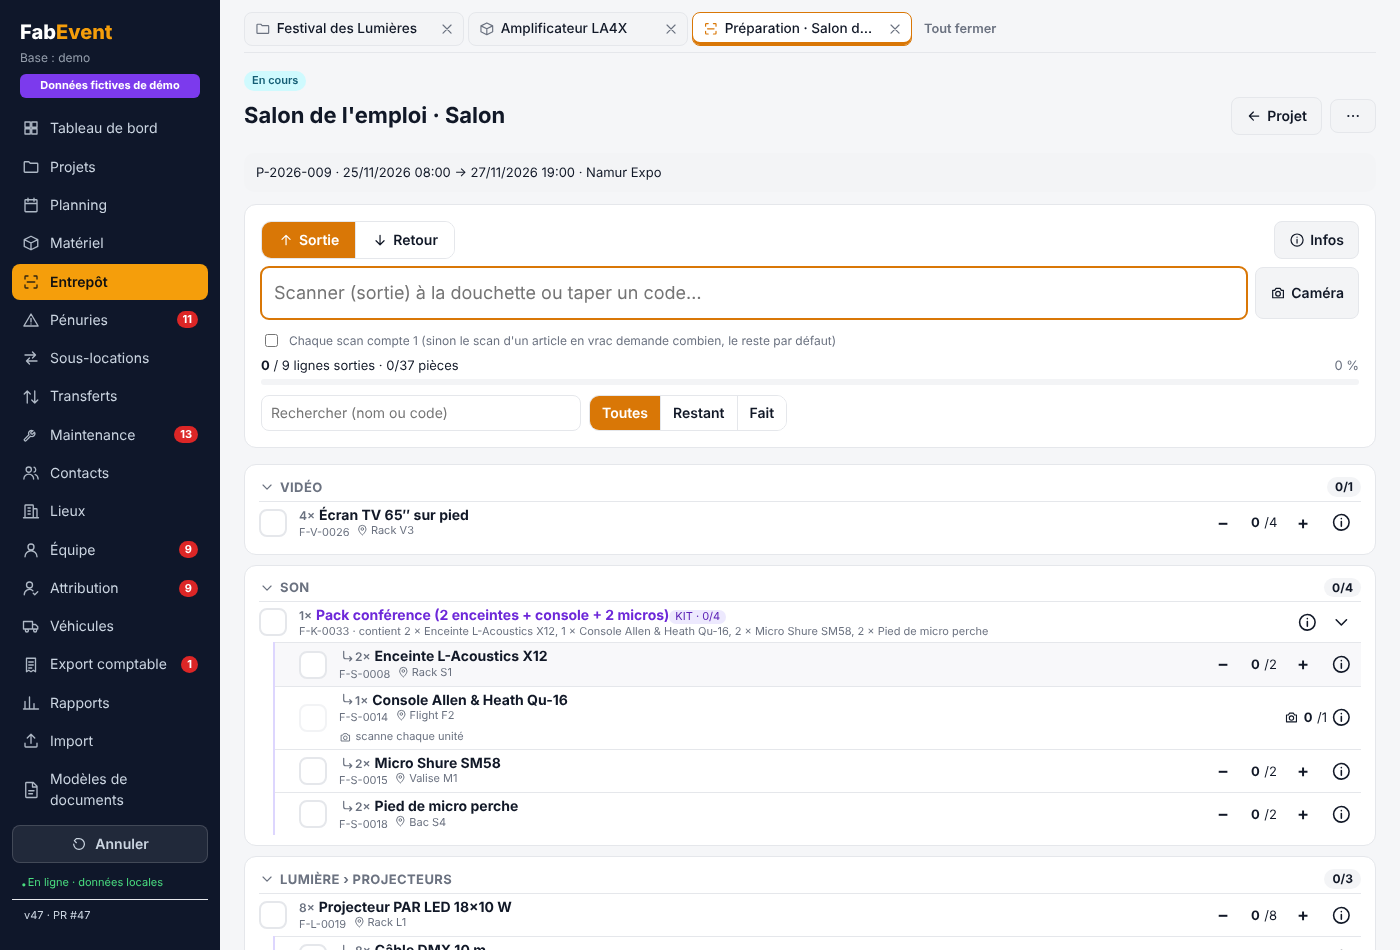 FabEvent
Base : demo
Données fictives de démo
Tableau de bord
Projets
Planning
Matériel
Entrepôt
Pénuries 11
Sous-locations
Transferts
Maintenance 13
Contacts
Lieux
Équipe 9
Attribution 9
Véhicules
Export comptable 1
Rapports
Import
Modèles de
documents
Annuler
En ligne · données locales
v47 · PR #47
Festival des Lumières
Amplificateur LA4X
Préparation · Salon d...
Tout fermer
En cours
Salon de l'emploi · Salon
← Projet
...
P-2026-009 · 25/11/2026 08:00 → 27/11/2026 19:00 · Namur Expo
↑ Sortie
↓ Retour
Infos
Scanner (sortie) à la douchette ou taper un code...
Caméra
Chaque scan compte 1 (sinon le scan d'un article en vrac demande combien, le reste par défaut)
0 / 9 lignes sorties · 0/37 pièces
0 %
Rechercher (nom ou code)
Toutes
Restant
Fait
VIDÉO 0/1
4× Écran TV 65″ sur pied
F-V-0026 Rack V3
− 0 /4 +
SON 0/4
1× Pack conférence (2 enceintes + console + 2 micros) KIT · 0/4
F-K-0033 · contient 2 × Enceinte L-Acoustics X12, 1 × Console Allen & Heath Qu-16, 2 × Micro Shure SM58, 2 × Pied de micro perche
2× Enceinte L-Acoustics X12
F-S-0008 Rack S1
− 0 /2 +
1× Console Allen & Heath Qu-16
F-S-0014 Flight F2
scanne chaque unité
0 /1
2× Micro Shure SM58
F-S-0015 Valise M1
− 0 /2 +
2× Pied de micro perche
F-S-0018 Bac S4
− 0 /2 +
LUMIÈRE › PROJECTEURS 0/3
8× Projecteur PAR LED 18×10 W
F-L-0019 Rack L1
− 0 /8 +
8× Câble DMX 10 m